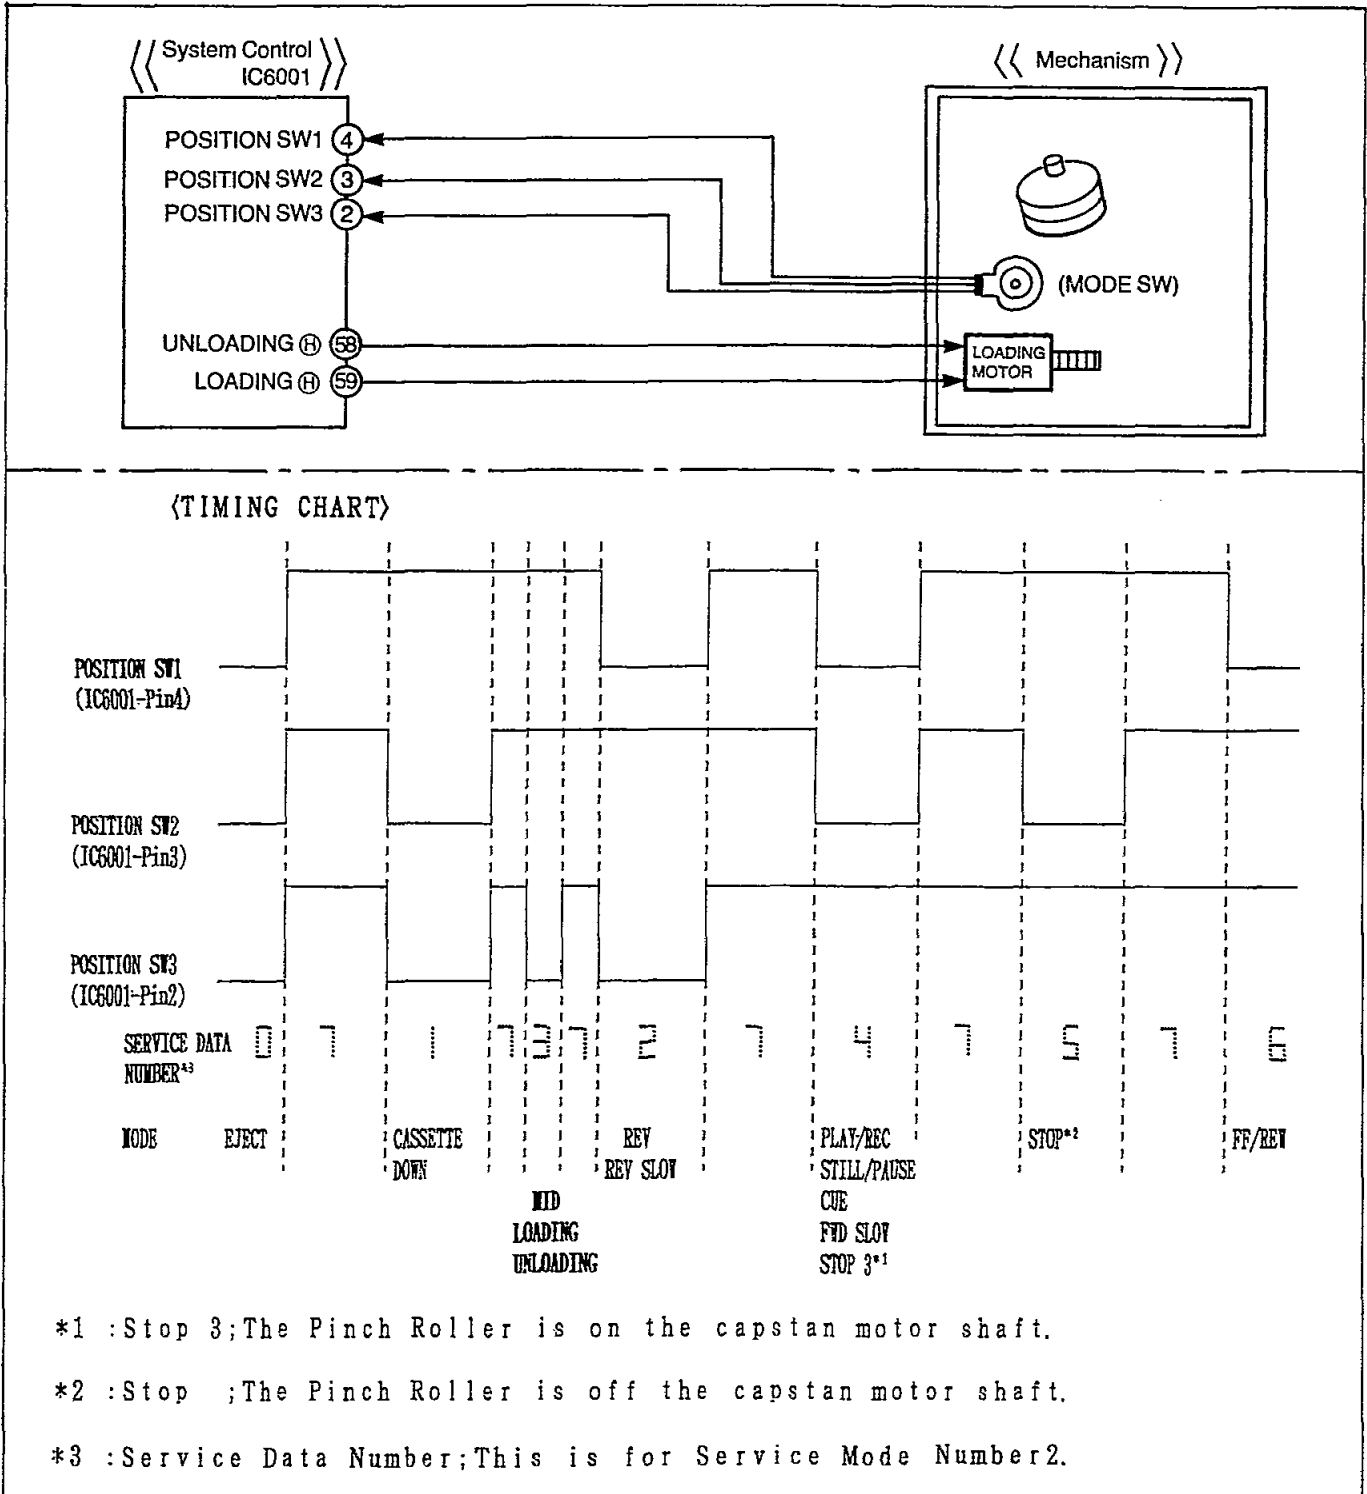 System Control
IC6001
Mechanism
POSITION SW1 4
POSITION SW2 3
POSITION SW3 2
(MODE SW)
UNLOADING Ⓗ 58
LOADING Ⓗ 59
LOADING
MOTOR
〈TIMING CHART〉
POSITION SW1
(IC6001-Pin4)
POSITION SW2
(IC6001-Pin3)
POSITION SW3
(IC6001-Pin2)
SERVICE DATA
NUMBER*3
0 7 1 7 3 7 2 7 4 7 5 7 6
MODE
EJECT
CASSETTE
DOWN
MID
LOADING
UNLOADING
REV
REV SLOW
PLAY/REC
STILL/PAUSE
CUE
FWD SLOW
STOP 3*1
STOP*2
FF/REW
*1 :Stop 3;The Pinch Roller is on the capstan motor shaft.
*2 :Stop ;The Pinch Roller is off the capstan motor shaft.
*3 :Service Data Number;This is for Service Mode Number2.